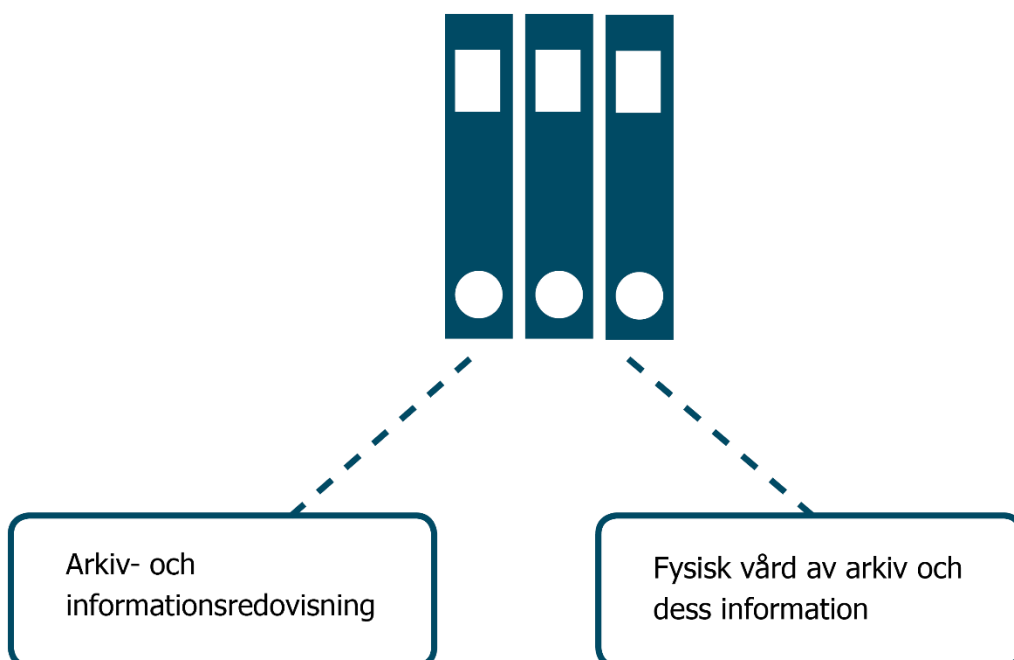 Arkiv- och
informationsredovisning
Fysisk vård av arkiv och
dess information